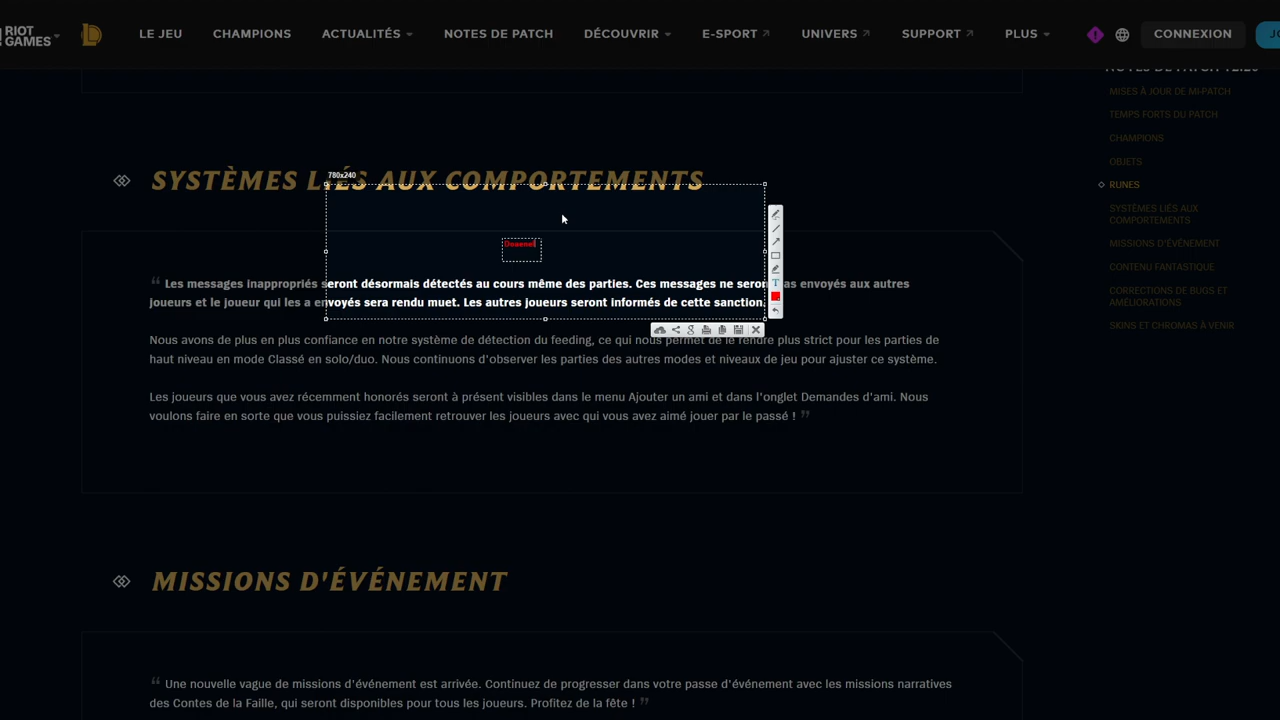 RIOT GAMES
LE JEU CHAMPIONS ACTUALITÉS NOTES DE PATCH DÉCOUVRIR E-SPORT UNIVERS SUPPORT PLUS CONNEXION
MISES À JOUR DE MI-PATCH
TEMPS FORTS DU PATCH
CHAMPIONS
OBJETS
RUNES
SYSTÈMES LIÉS AUX
COMPORTEMENTS
MISSIONS D'ÉVÉNEMENT
CONTENU FANTASTIQUE
CORRECTIONS DE BUGS ET
AMÉLIORATIONS
SKINS ET CHROMAS À VENIR
780x240
SYSTÈMES LIÉS AUX COMPORTEMENTS
“ Les messages inappropriés seront désormais détectés au cours même des parties. Ces messages ne seront pas envoyés aux autres
joueurs et le joueur qui les a envoyés sera rendu muet. Les autres joueurs seront informés de cette sanction.
Nous avons de plus en plus confiance en notre système de détection du feeding, ce qui nous permet de le rendre plus strict pour les parties de
haut niveau en mode Classé en solo/duo. Nous continuons d'observer les parties des autres modes et niveaux de jeu pour ajuster ce système.
Les joueurs que vous avez récemment honorés seront à présent visibles dans le menu Ajouter un ami et dans l'onglet Demandes d'ami. Nous
voulons faire en sorte que vous puissiez facilement retrouver les joueurs avec qui vous avez aimé jouer par le passé ! ”
MISSIONS D'ÉVÉNEMENT
“ Une nouvelle vague de missions d'événement est arrivée. Continuez de progresser dans votre passe d'événement avec les missions narratives
des Contes de la Faille, qui seront disponibles pour tous les joueurs. Profitez de la fête ! ”